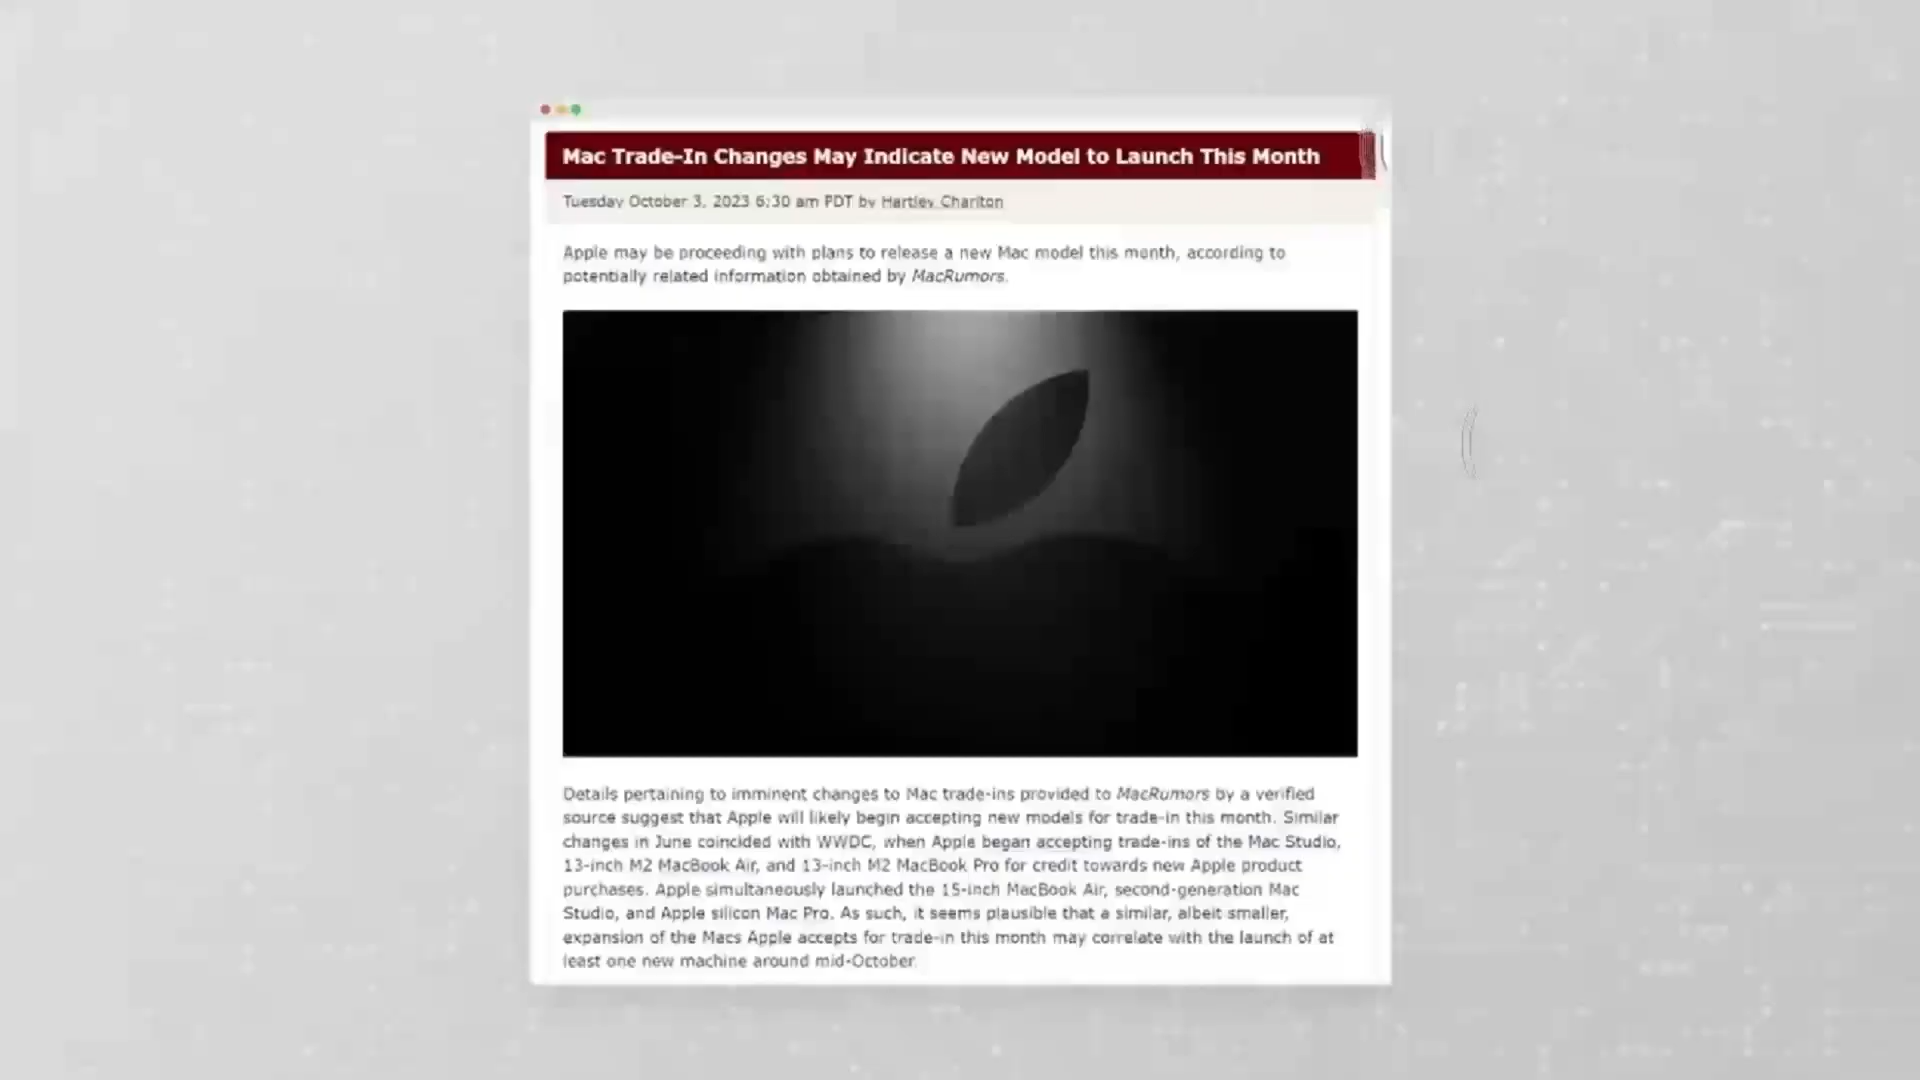 Mac Trade-In Changes May Indicate New Model to Launch This Month
Tuesday October 3, 2023 6:30 am PDT by Hartley Charlton
Apple may be proceeding with plans to release a new Mac model this month, according to
potentially related information obtained by MacRumors.
Details pertaining to imminent changes to Mac trade-ins provided to MacRumors by a verified
source suggest that Apple will likely begin accepting new models for trade-in this month. Similar
changes in June coincided with WWDC, when Apple began accepting trade-ins of the Mac Studio,
13-inch M2 MacBook Air, and 13-inch M2 MacBook Pro for credit towards new Apple product
purchases. Apple simultaneously launched the 15-inch MacBook Air, second-generation Mac
Studio, and Apple silicon Mac Pro. As such, it seems plausible that a similar, albeit smaller,
expansion of the Macs Apple accepts for trade-in this month may correlate with the launch of at
least one new machine around mid-October.